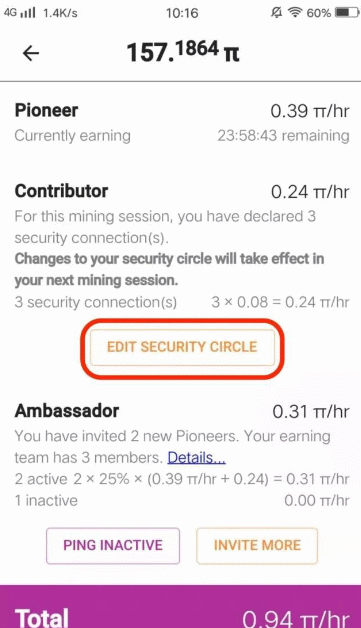 4G 1.4K/s 10:16 60%
← 157.1864 π
Pioneer 0.39 π/hr
Currently earning 23:58:43 remaining
Contributor 0.24 π/hr
For this mining session, you have declared 3
security connection(s).
Changes to your security circle will take effect in
your next mining session.
3 security connection(s) 3 × 0.08 = 0.24 π/hr
EDIT SECURITY CIRCLE
Ambassador 0.31 π/hr
You have invited 2 new Pioneers. Your earning
team has 3 members. Details...
2 active 2 × 25% × (0.39 π/hr + 0.24) = 0.31 π/hr
1 inactive 0.00 π/hr
PING INACTIVE INVITE MORE
Total 0.94 π/hr